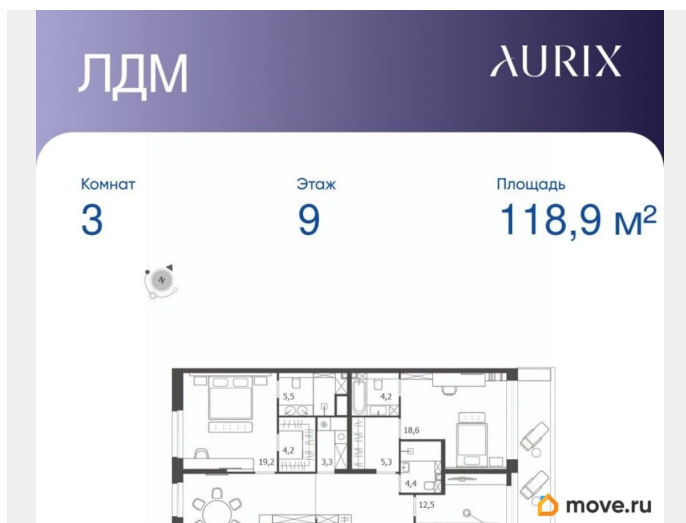 ЛДМ
AURIX
Комнат
Этаж
Площадь
3
9
118,9 м²
N
5,5
4,2
18,6
4,2
19,2
3,3
5,3
4,4
12,5
move.ru